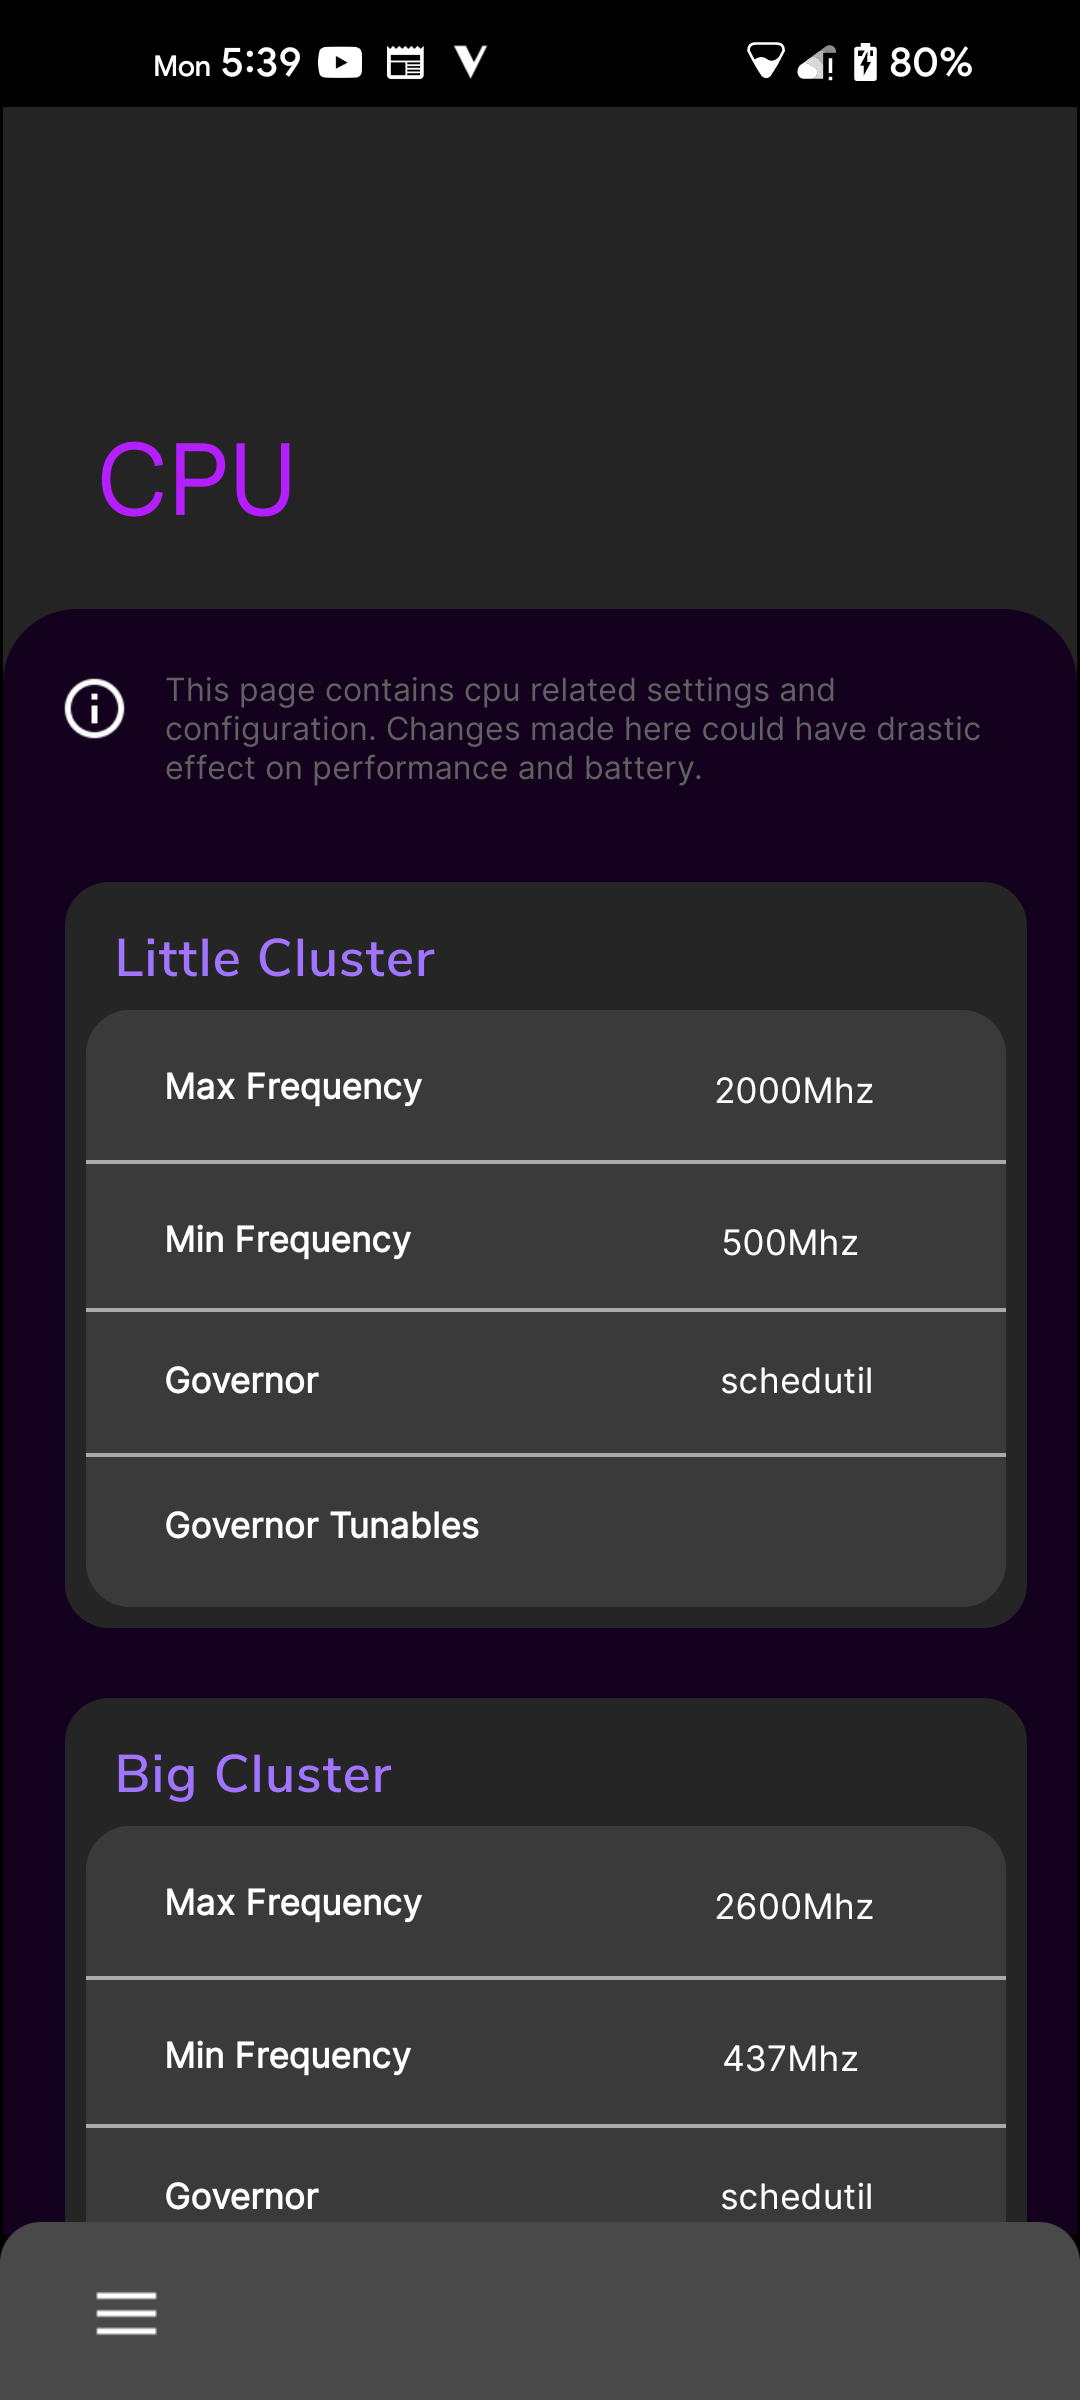 Mon 5:39 80%
CPU
This page contains cpu related settings and
configuration. Changes made here could have drastic
effect on performance and battery.
Little Cluster
Max Frequency 2000Mhz
Min Frequency 500Mhz
Governor schedutil
Governor Tunables
Big Cluster
Max Frequency 2600Mhz
Min Frequency 437Mhz
Governor schedutil